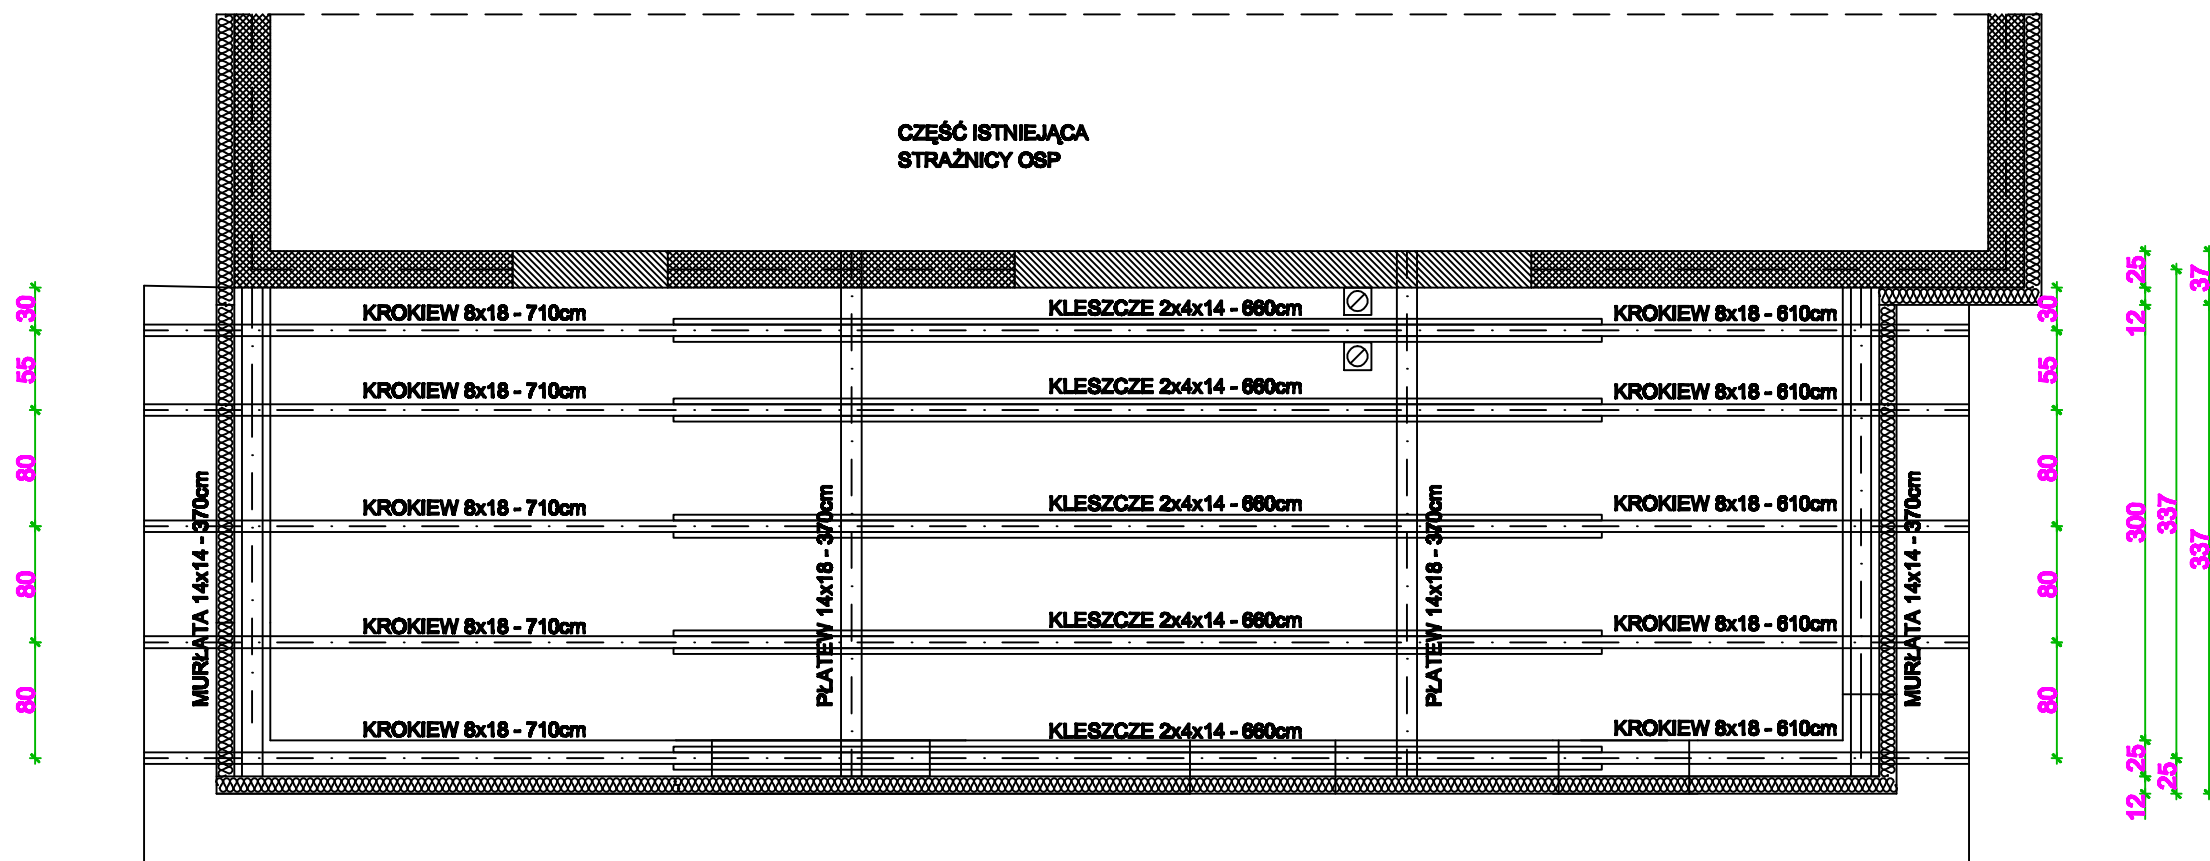 CZĘŚĆ ISTNIEJĄCA
STRAŻNICY OSP
KROKIEW 8x18 - 710cm
KLESZCZE 2x4x14 - 660cm
KROKIEW 8x18 - 610cm
KROKIEW 8x18 - 710cm
KLESZCZE 2x4x14 - 660cm
KROKIEW 8x18 - 610cm
KROKIEW 8x18 - 710cm
KLESZCZE 2x4x14 - 660cm
KROKIEW 8x18 - 610cm
KROKIEW 8x18 - 710cm
KLESZCZE 2x4x14 - 660cm
KROKIEW 8x18 - 610cm
KROKIEW 8x18 - 710cm
KLESZCZE 2x4x14 - 660cm
KROKIEW 8x18 - 610cm
MURŁATA 14x14 - 370cm
PŁATEW 14x18 - 370cm
PŁATEW 14x18 - 370cm
MURŁATA 14x14 - 370cm
30
55
80
80
80
30
55
80
80
80
25
12
300
25
12
337
25
37
337